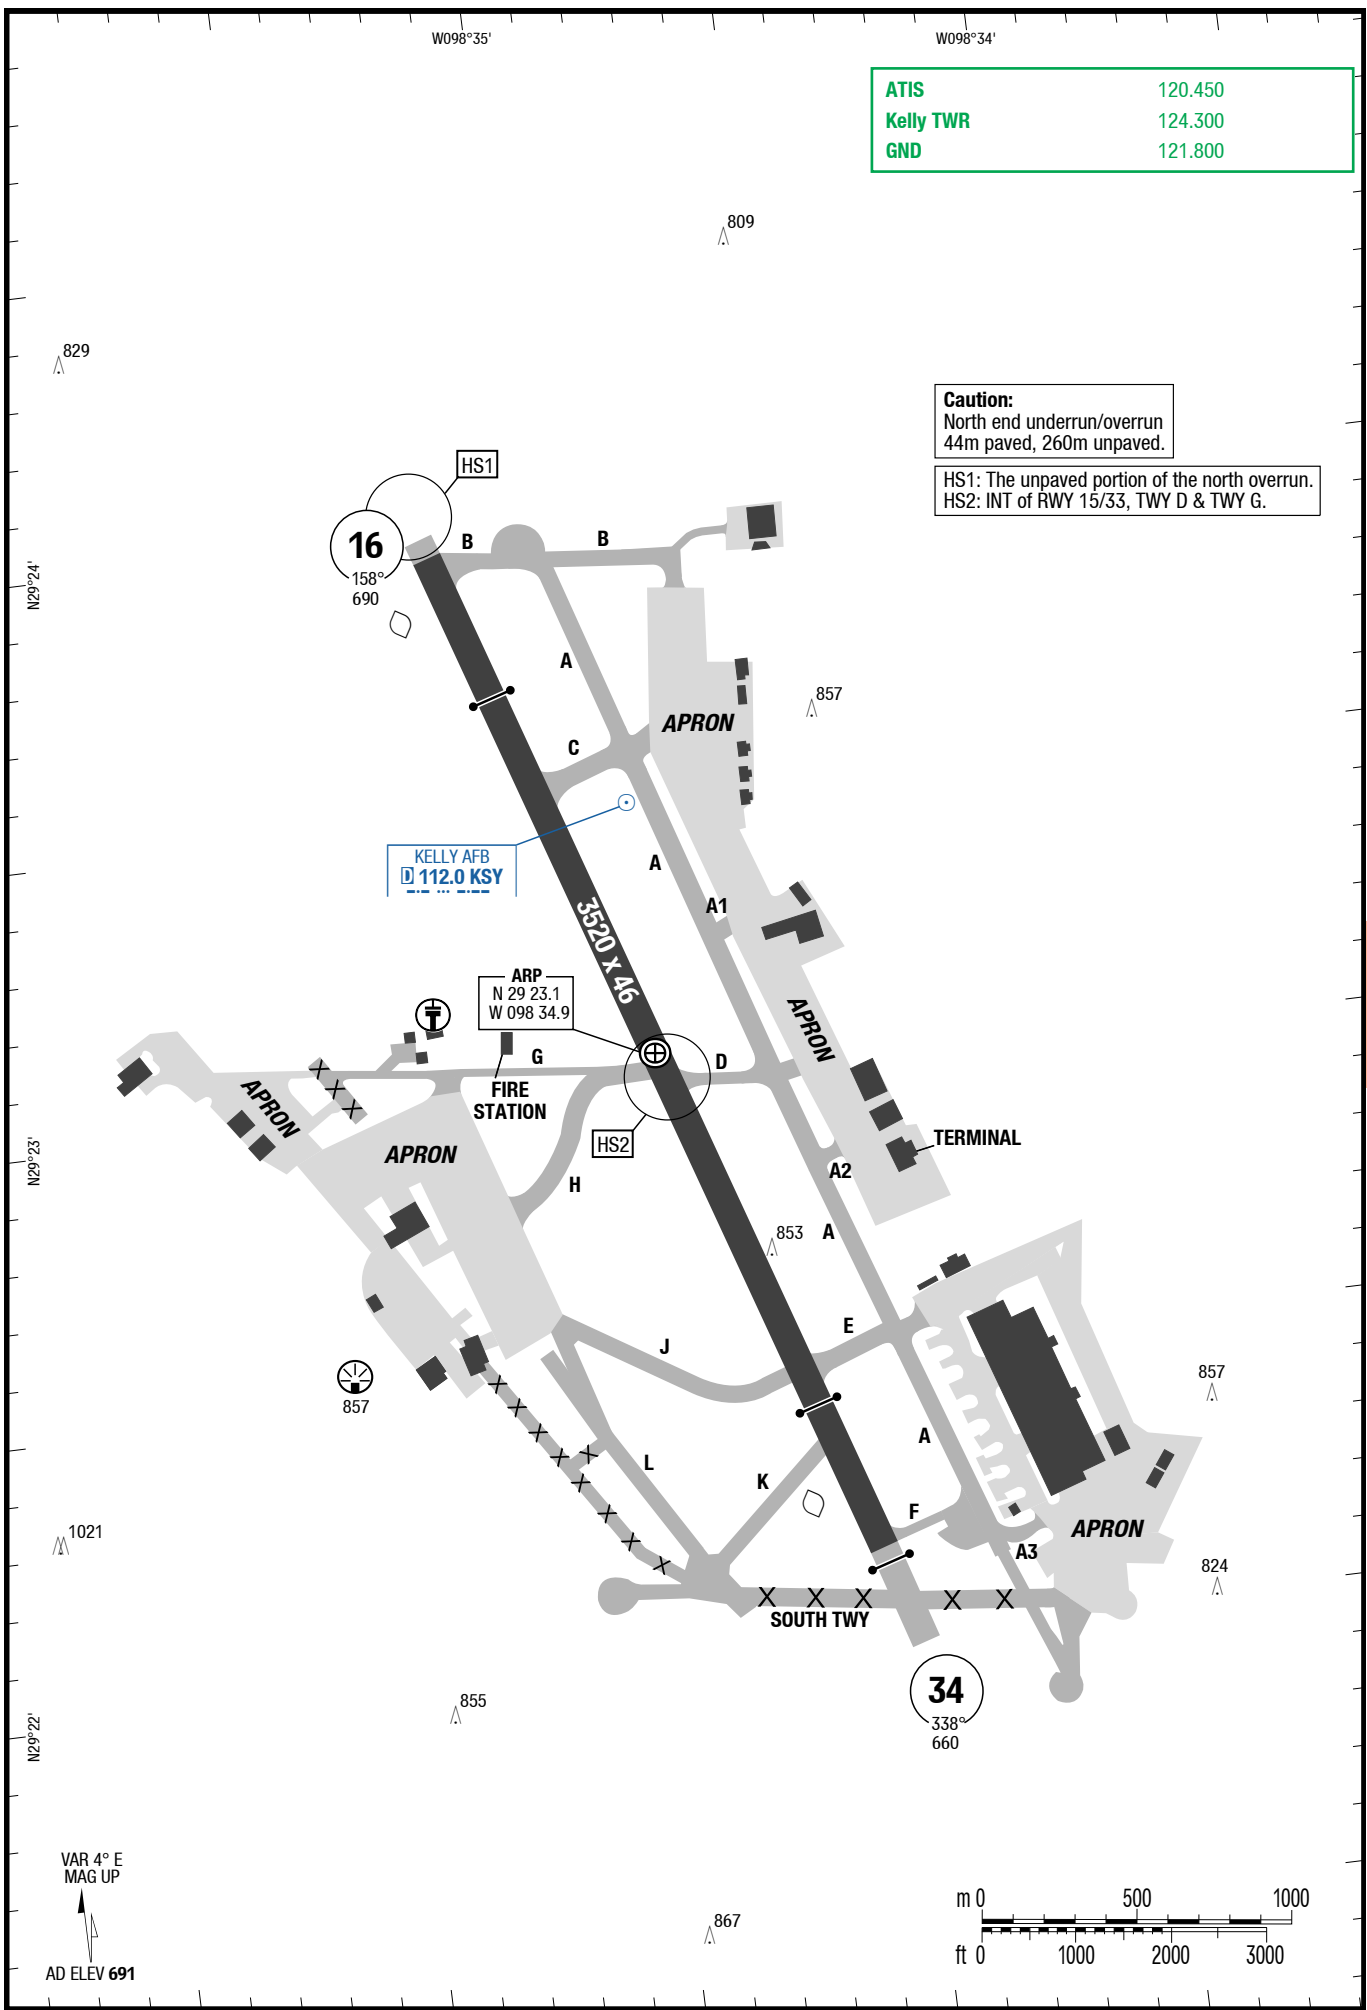 W098°35'
W098°34'
ATIS 120.450
Kelly TWR 124.300
GND 121.800
809
829
Caution:
North end underrun/overrun
44m paved, 260m unpaved.
HS1
HS1: The unpaved portion of the north overrun.
HS2: INT of RWY 15/33, TWY D & TWY G.
16
158°
690
B
B
N29°24'
A
857
APRON
C
KELLY AFB
D 112.0 KSY
A
A1
3520 x 46
ARP
N 29 23.1
W 098 34.9
APRON
G
D
FIRE
STATION
APRON
APRON
HS2
TERMINAL
N29°23'
H
A2
853
A
E
J
857
857
A
L
K
F
APRON
1021
A3
824
SOUTH TWY
34
338°
660
855
N29°22'
VAR 4° E
MAG UP
AD ELEV 691
867
m 0 500 1000
ft 0 1000 2000 3000